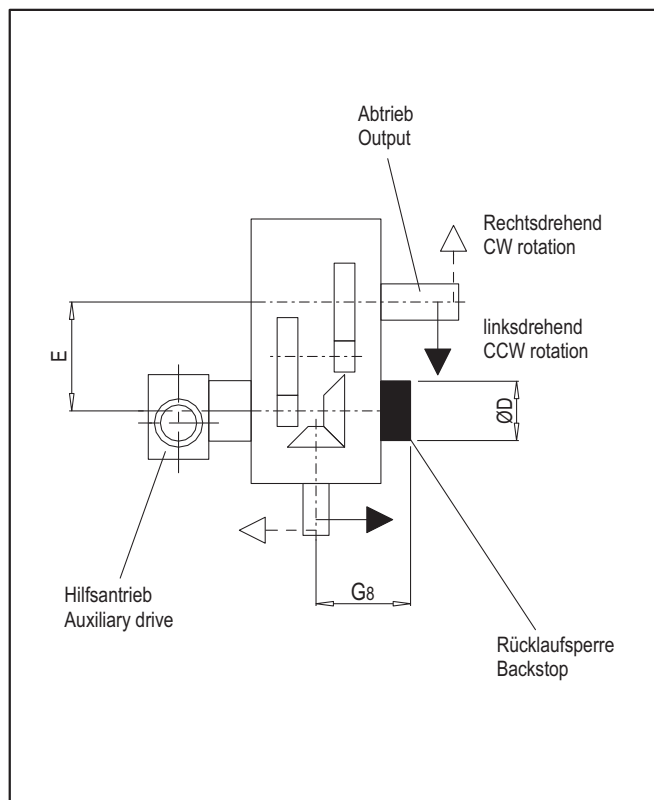 Abtrieb
Output
Rechtsdrehend
CW rotation
linksdrehend
CCW rotation
E
ØD
G8
Hilfsantrieb
Auxiliary drive
Rücklaufsperre
Backstop